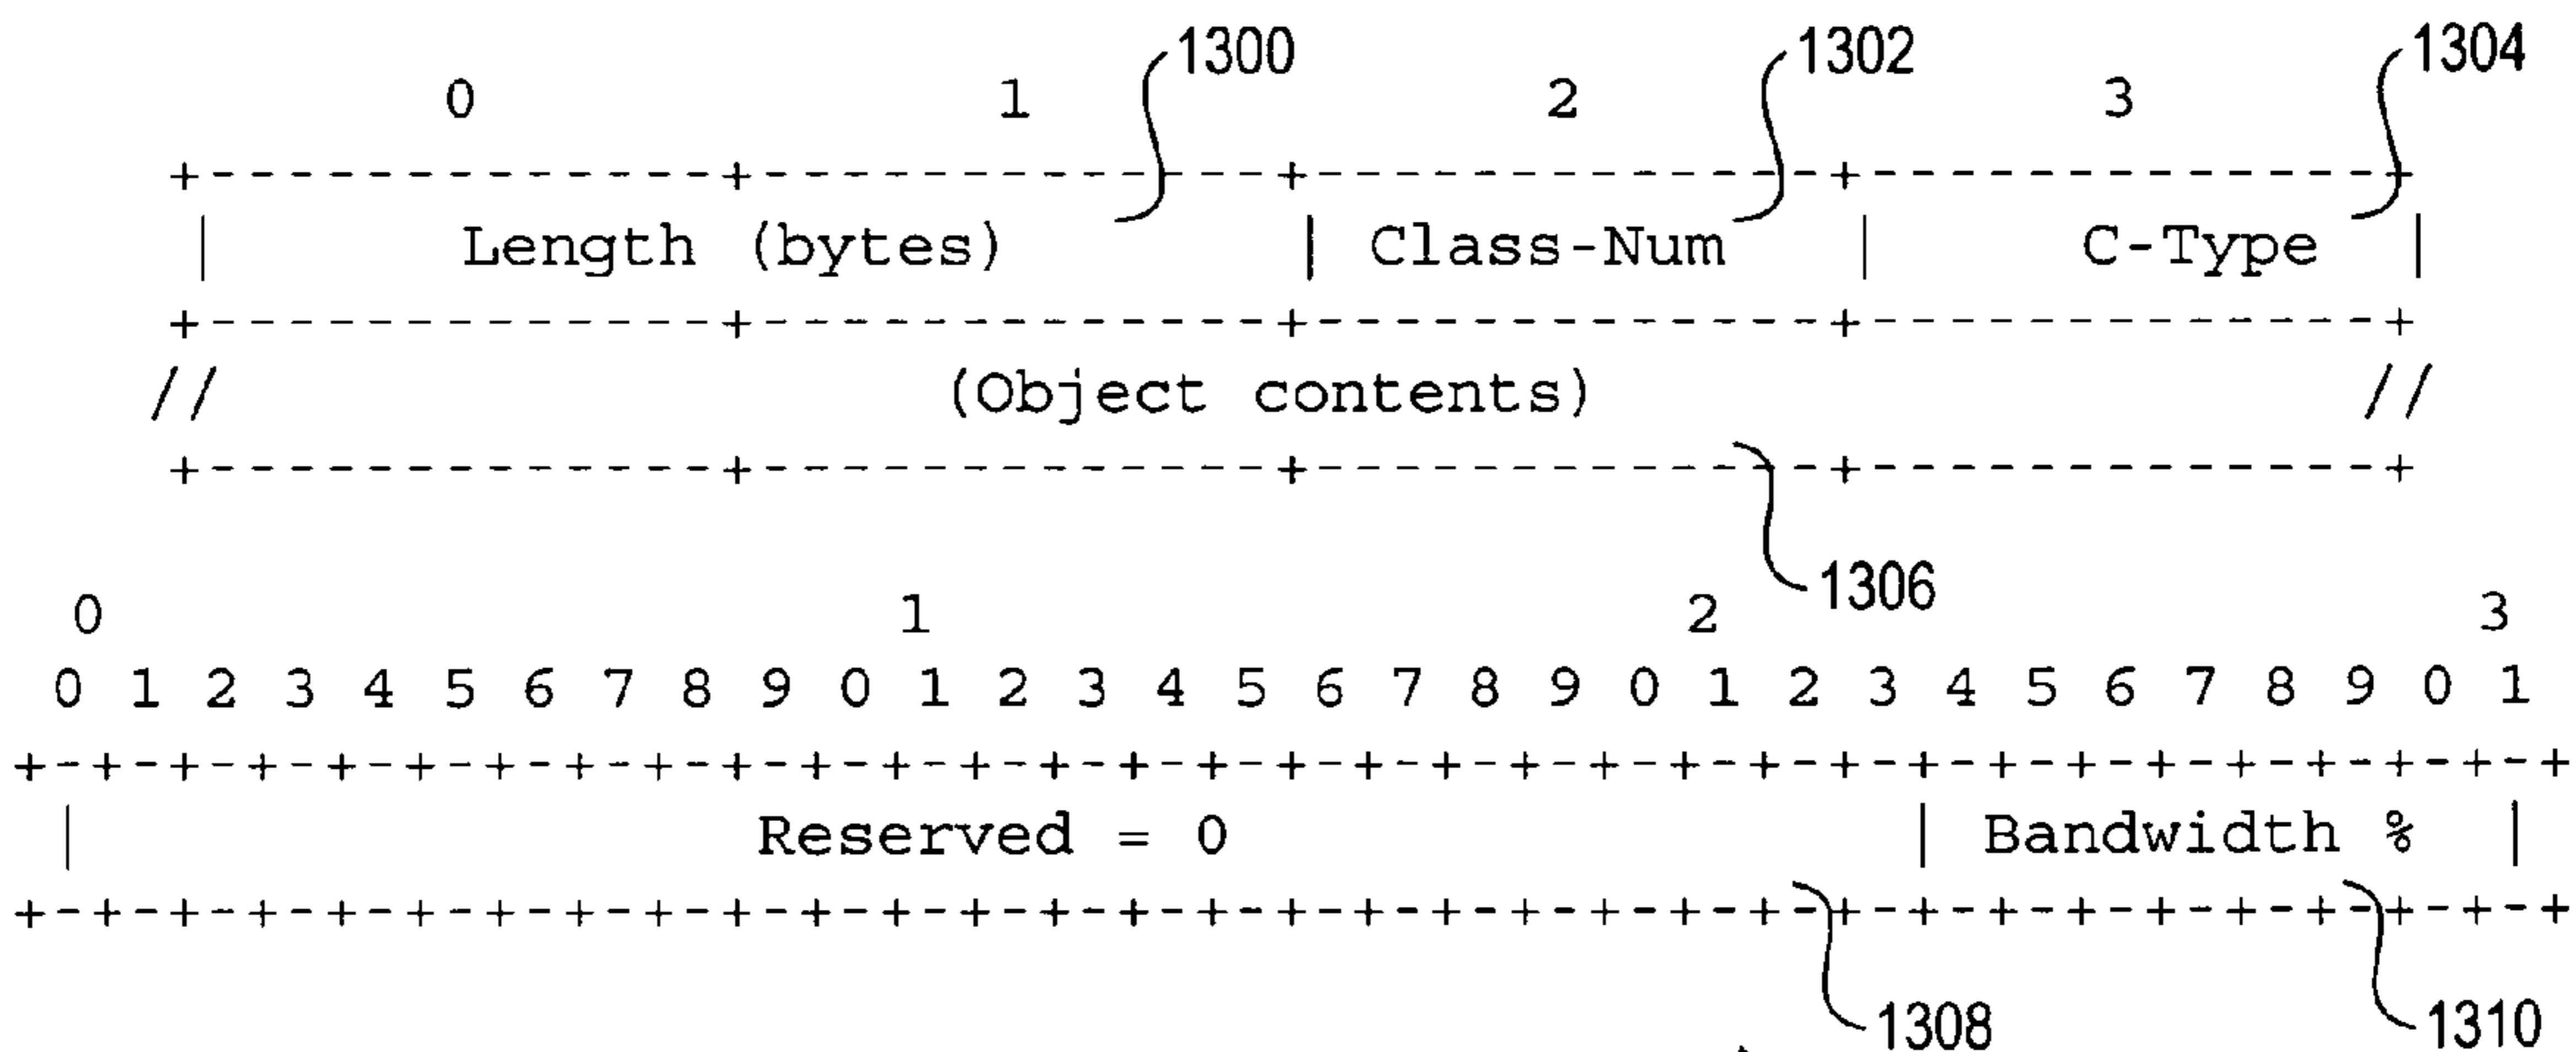 1300 1302 1304
0 1 2 3
+-------------+-------------+-------------+-------------+
| Length (bytes) | Class-Num | C-Type |
+-------------+-------------+-------------+-------------+
// (Object contents) //
+-------------+-------------+-------------+-------------+
1306
0 1 2 3
0 1 2 3 4 5 6 7 8 9 0 1 2 3 4 5 6 7 8 9 0 1 2 3 4 5 6 7 8 9 0 1
+-+-+-+-+-+-+-+-+-+-+-+-+-+-+-+-+-+-+-+-+-+-+-+-+-+-+-+-+-+-+-+-+
| Reserved = 0 | Bandwidth % |
+-+-+-+-+-+-+-+-+-+-+-+-+-+-+-+-+-+-+-+-+-+-+-+-+-+-+-+-+-+-+-+-+
1308 1310